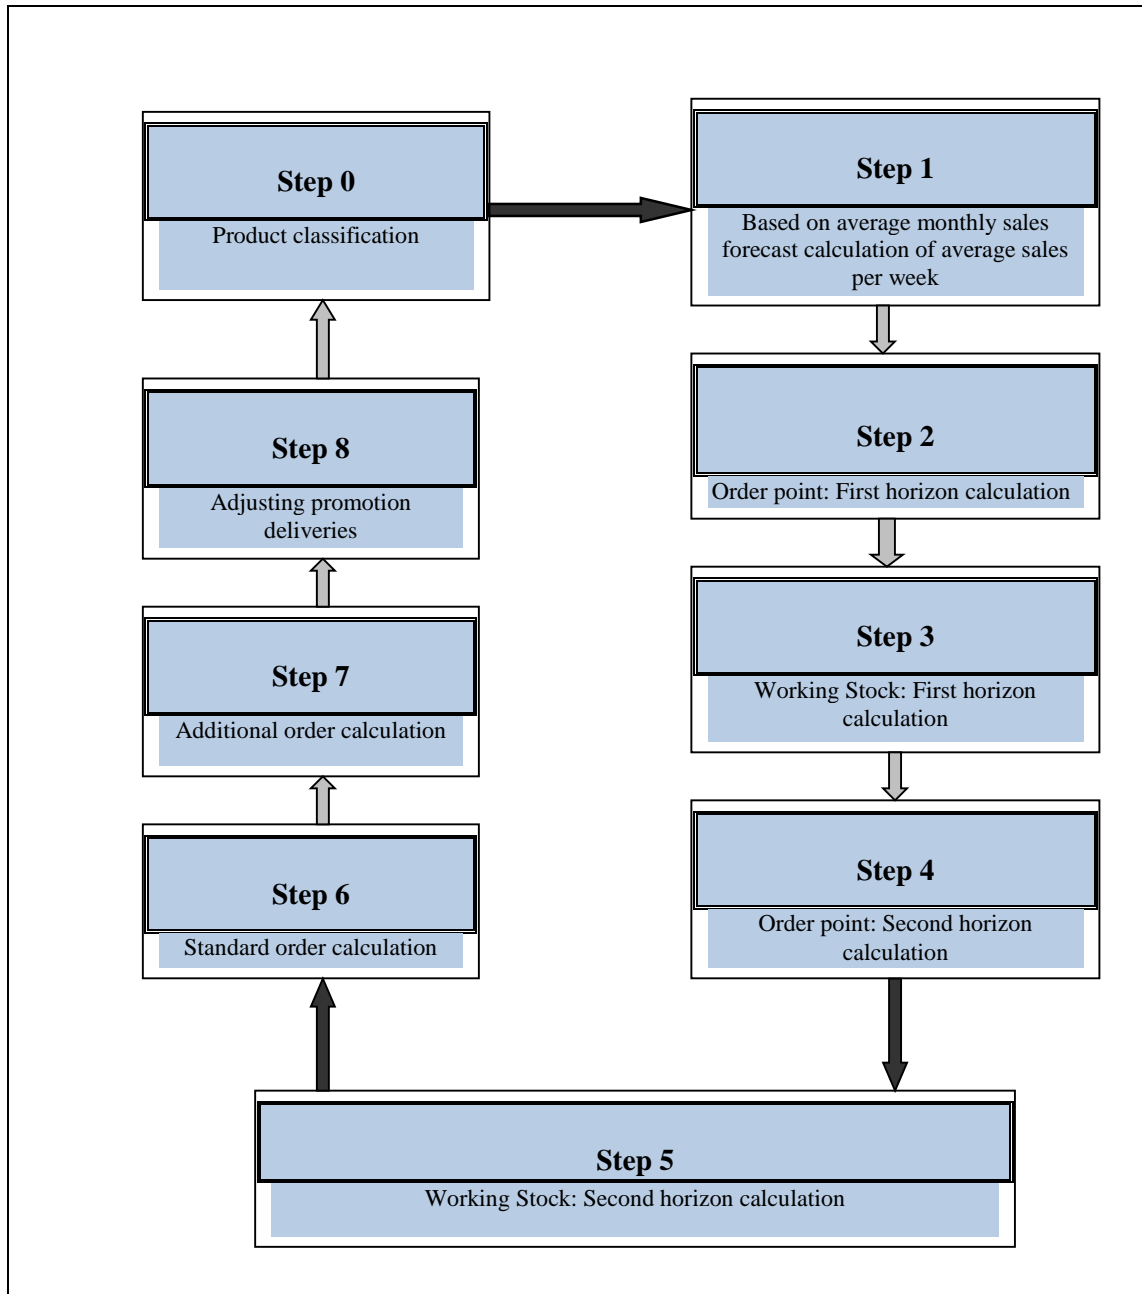 Step 0
Product classification
Step 1
Based on average monthly sales
forecast calculation of average sales
per week
Step 2
Order point: First horizon calculation
Step 3
Working Stock: First horizon
calculation
Step 4
Order point: Second horizon
calculation
Step 5
Working Stock: Second horizon calculation
Step 6
Standard order calculation
Step 7
Additional order calculation
Step 8
Adjusting promotion
deliveries